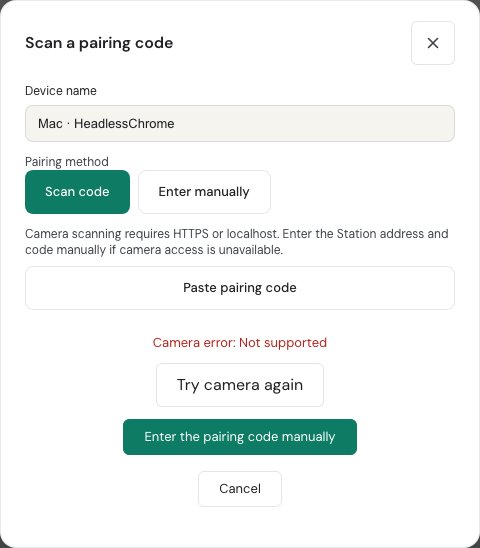 Scan a pairing code
Device name
Mac · HeadlessChrome
Pairing method
Scan code
Enter manually
Camera scanning requires HTTPS or localhost. Enter the Station address and
code manually if camera access is unavailable.
Paste pairing code
Camera error: Not supported
Try camera again
Enter the pairing code manually
Cancel